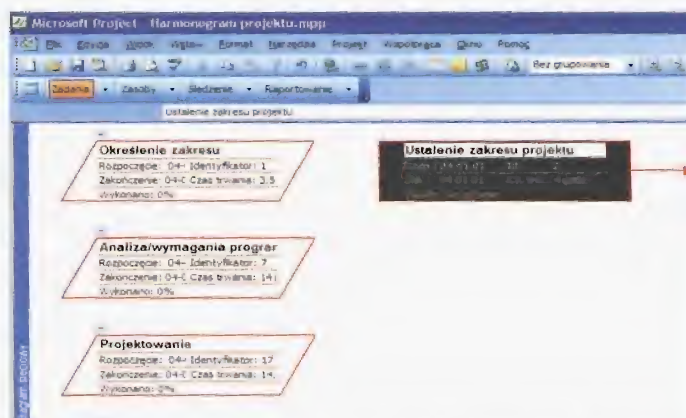 Microsoft Project - Harmonogram projektu.mpp
Plik Edycja Widok Wstaw Format Narzędzia Projekt Współpraca Okno Pomoc
Bez grupowania
Zadania Zasoby Śledzenie Raportowanie
Ustalenie zakresu projektu
Określenie zakresu
Rozpoczęcie: 04- Identyfikator: 1
Zakończenie: 04-0 Czas trwania: 3,5
Wykonano: 0%
Ustalenie zakresu projektu
Analiza/wymagania prograr
Rozpoczęcie: 04- Identyfikator: 7
Zakończenie: 04-0 Czas trwania: 14
Wykonano: 0%
Projektowanie
Rozpoczęcie: 04- Identyfikator: 17
Zakończenie: 04-0 Czas trwania: 14,
Wykonano: 0%